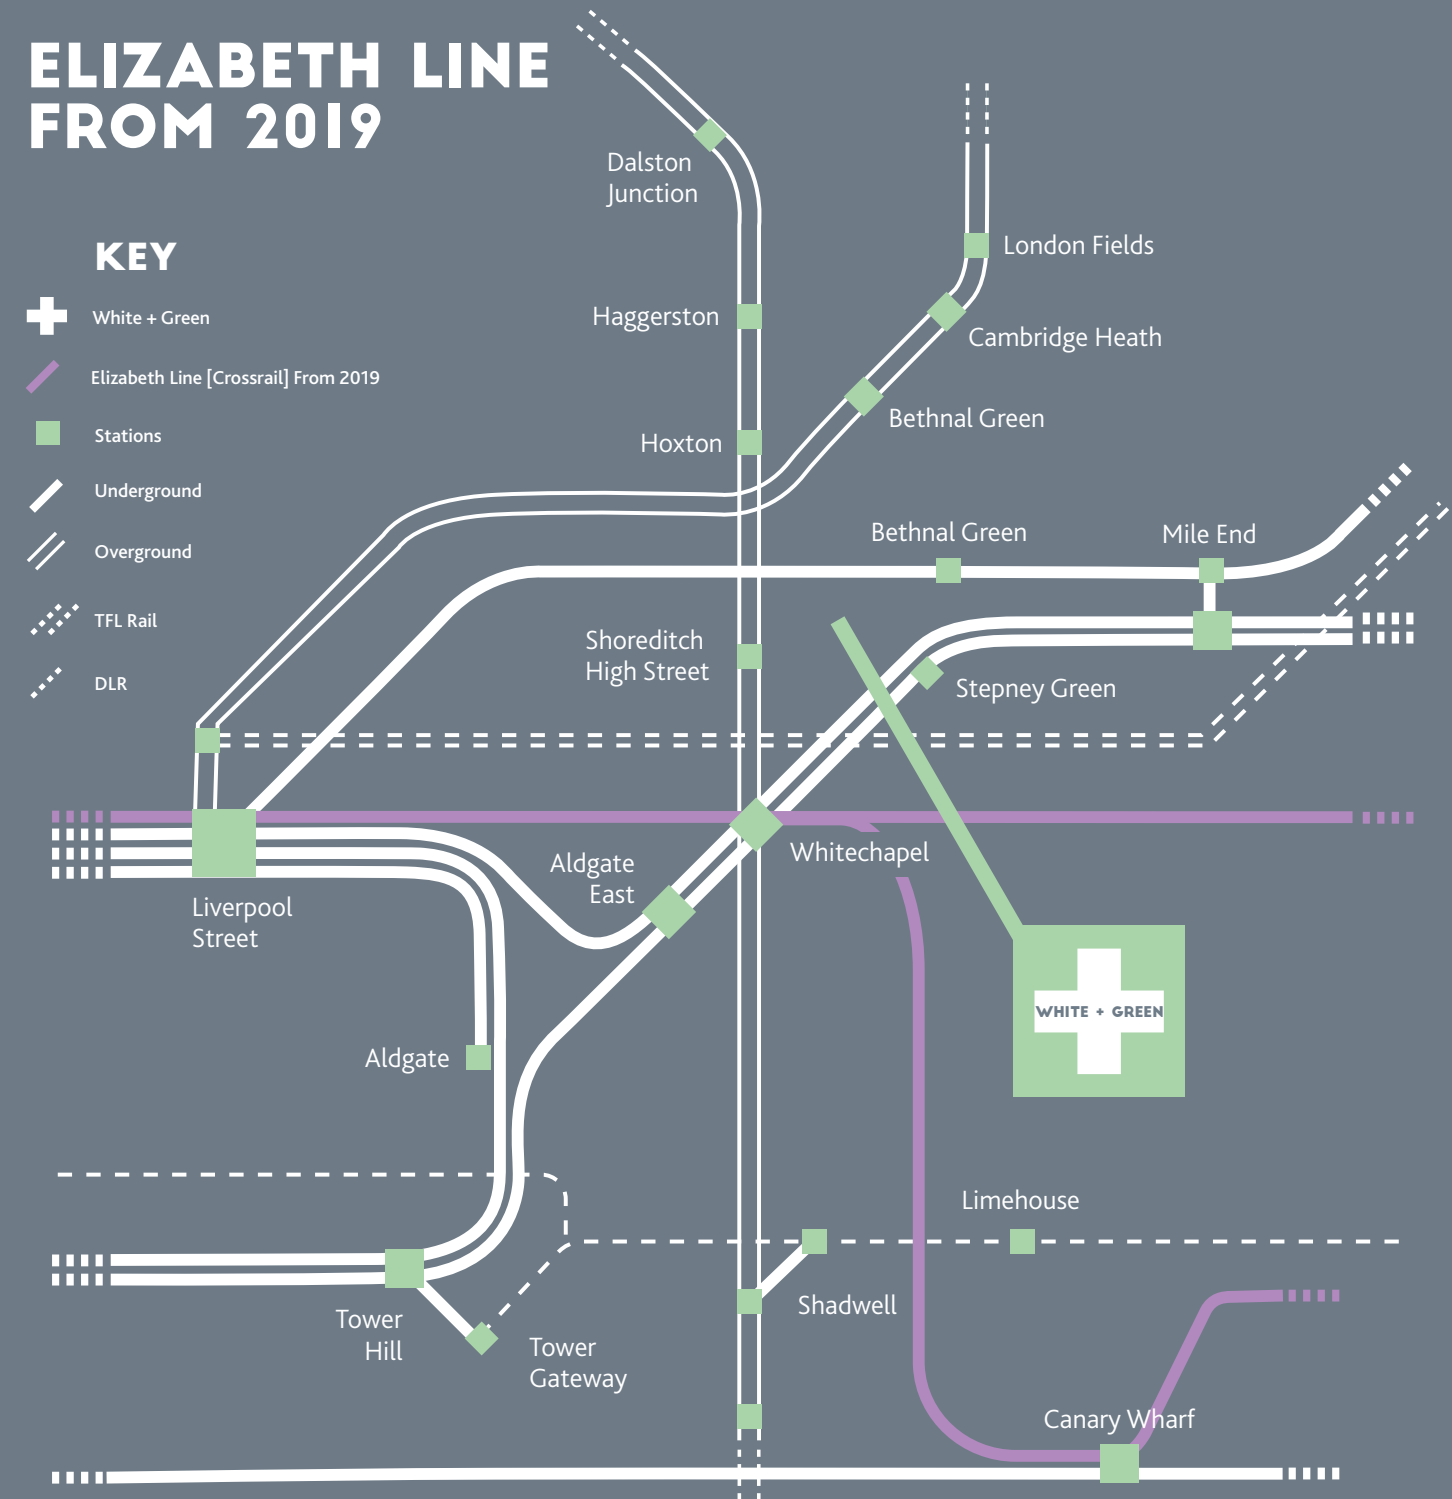 ELIZABETH LINE
FROM 2019
KEY
White + Green
Elizabeth Line [Crossrail] From 2019
Stations
Underground
Overground
TFL Rail
DLR
Dalston
Junction
London Fields
Haggerston
Cambridge Heath
Bethnal Green
Hoxton
Bethnal Green
Mile End
Shoreditch
High Street
Stepney Green
Whitechapel
Aldgate
East
Liverpool
Street
WHITE + GREEN
Aldgate
Limehouse
Shadwell
Tower
Hill
Tower
Gateway
Canary Wharf